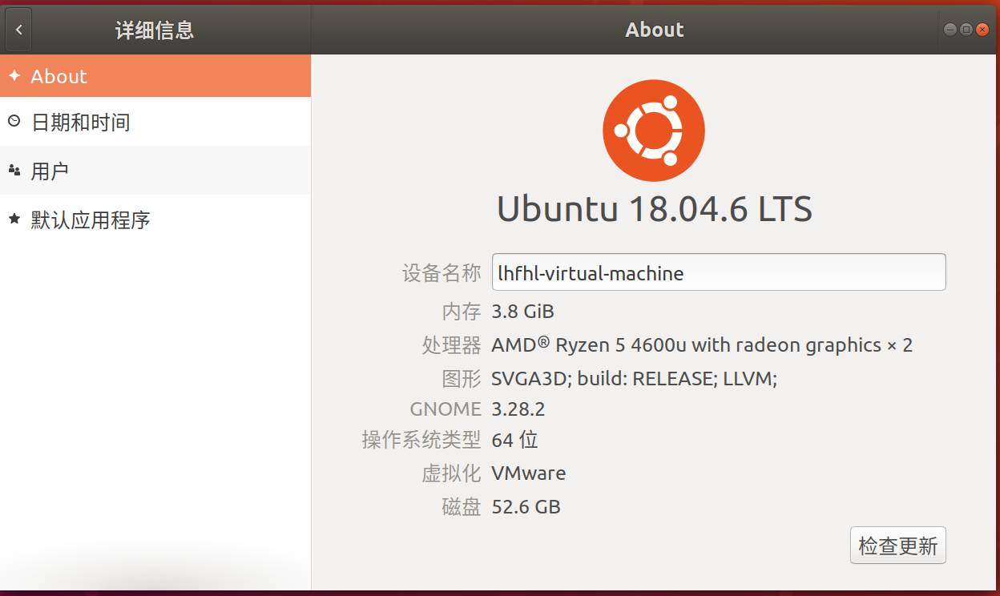 详细信息
About
About
日期和时间
用户
默认应用程序
Ubuntu 18.04.6 LTS
设备名称 lhfhl-virtual-machine
内存 3.8 GiB
处理器 AMD® Ryzen 5 4600u with radeon graphics × 2
图形 SVGA3D; build: RELEASE; LLVM;
GNOME 3.28.2
操作系统类型 64 位
虚拟化 VMware
磁盘 52.6 GB
检查更新